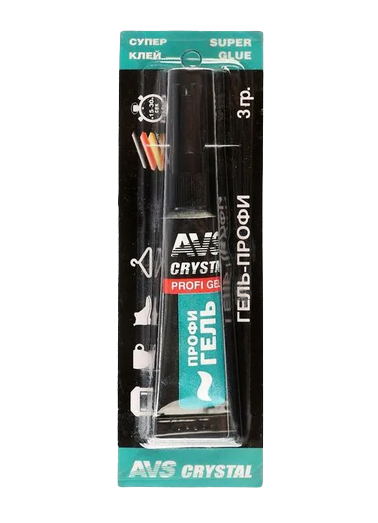 СУПЕР
КЛЕЙ
SUPER
GLUE
15-30
СЕК
3 гр.
AVS
CRYSTAL
PROFI GEL
ПРОФИ
ГЕЛЬ
ГЕЛЬ-ПРОФИ
AVS CRYSTAL